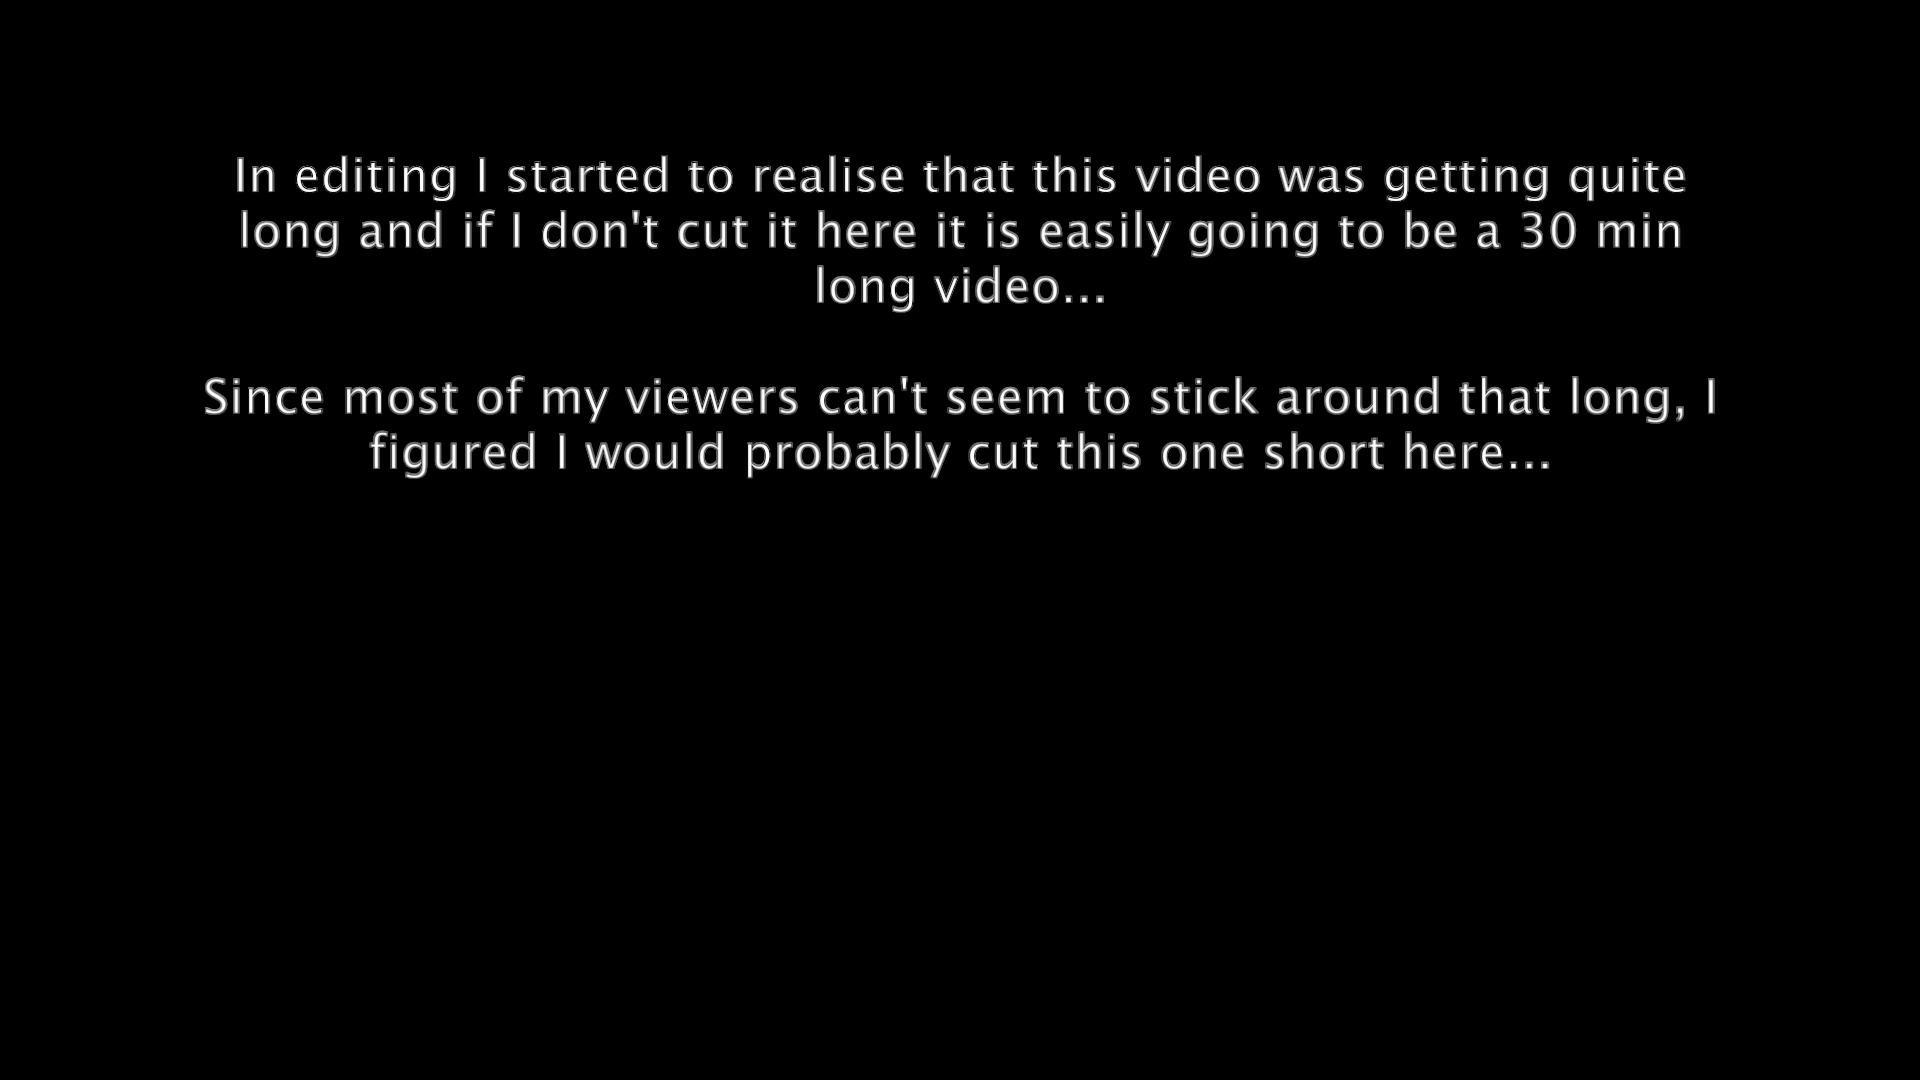 In editing I started to realise that this video was getting quite
long and if I don't cut it here it is easily going to be a 30 min
long video...
Since most of my viewers can't seem to stick around that long, I
figured I would probably cut this one short here...